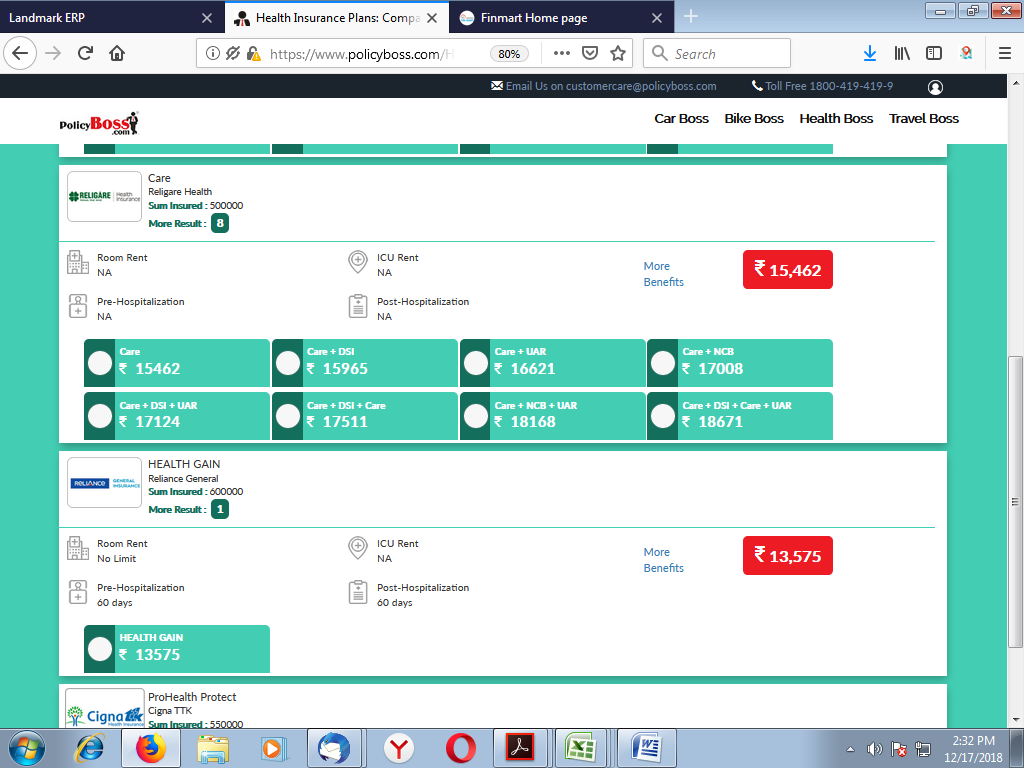 Landmark ERP
Health Insurance Plans: Compa
Finmart Home page
https://www.policyboss.com/H
80%
Search
Email Us on customercare@policyboss.com
Toll Free 1800-419-419-9
PolicyBoss.com
Car Boss
Bike Boss
Health Boss
Travel Boss
RELIGARE Health Insurance
Care
Religare Health
Sum Insured : 500000
More Result : 8
Room Rent
NA
ICU Rent
NA
More
Benefits
₹ 15,462
Pre-Hospitalization
NA
Post-Hospitalization
NA
Care
₹ 15462
Care + DSI
₹ 15965
Care + UAR
₹ 16621
Care + NCB
₹ 17008
Care + DSI + UAR
₹ 17124
Care + DSI + Care
₹ 17511
Care + NCB + UAR
₹ 18168
Care + DSI + Care + UAR
₹ 18671
RELIANCE GENERAL INSURANCE
HEALTH GAIN
Reliance General
Sum Insured : 600000
More Result : 1
Room Rent
No Limit
ICU Rent
NA
More
Benefits
₹ 13,575
Pre-Hospitalization
60 days
Post-Hospitalization
60 days
HEALTH GAIN
₹ 13575
Cigna ttk
Health Insurance
ProHealth Protect
Cigna TTK
Sum Insured : 550000
2:32 PM
12/17/2018